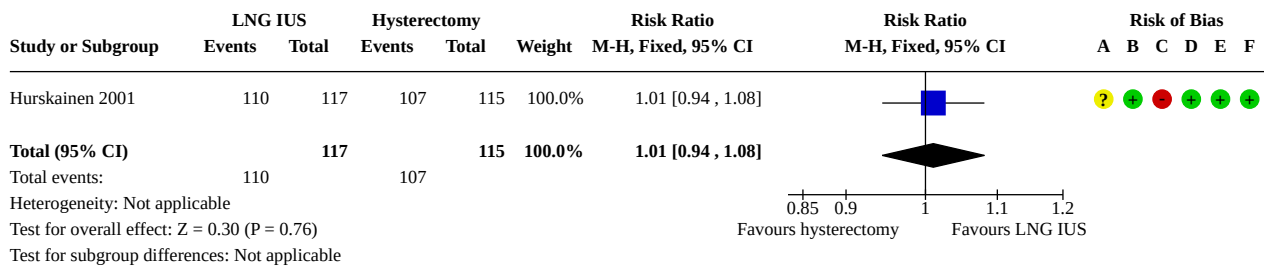 LNG IUS Hysterectomy Risk Ratio Risk Ratio Risk of Bias
Study or Subgroup Events Total Events Total Weight M-H, Fixed, 95% CI M-H, Fixed, 95% CI A B C D E F
Hurskainen 2001 110 117 107 115 100.0% 1.01 [0.94 , 1.08] ? + - + + +
Total (95% CI) 117 115 100.0% 1.01 [0.94 , 1.08]
Total events: 110 107
Heterogeneity: Not applicable
0.85 0.9 1 1.1 1.2
Test for overall effect: Z = 0.30 (P = 0.76) Favours hysterectomy Favours LNG IUS
Test for subgroup differences: Not applicable